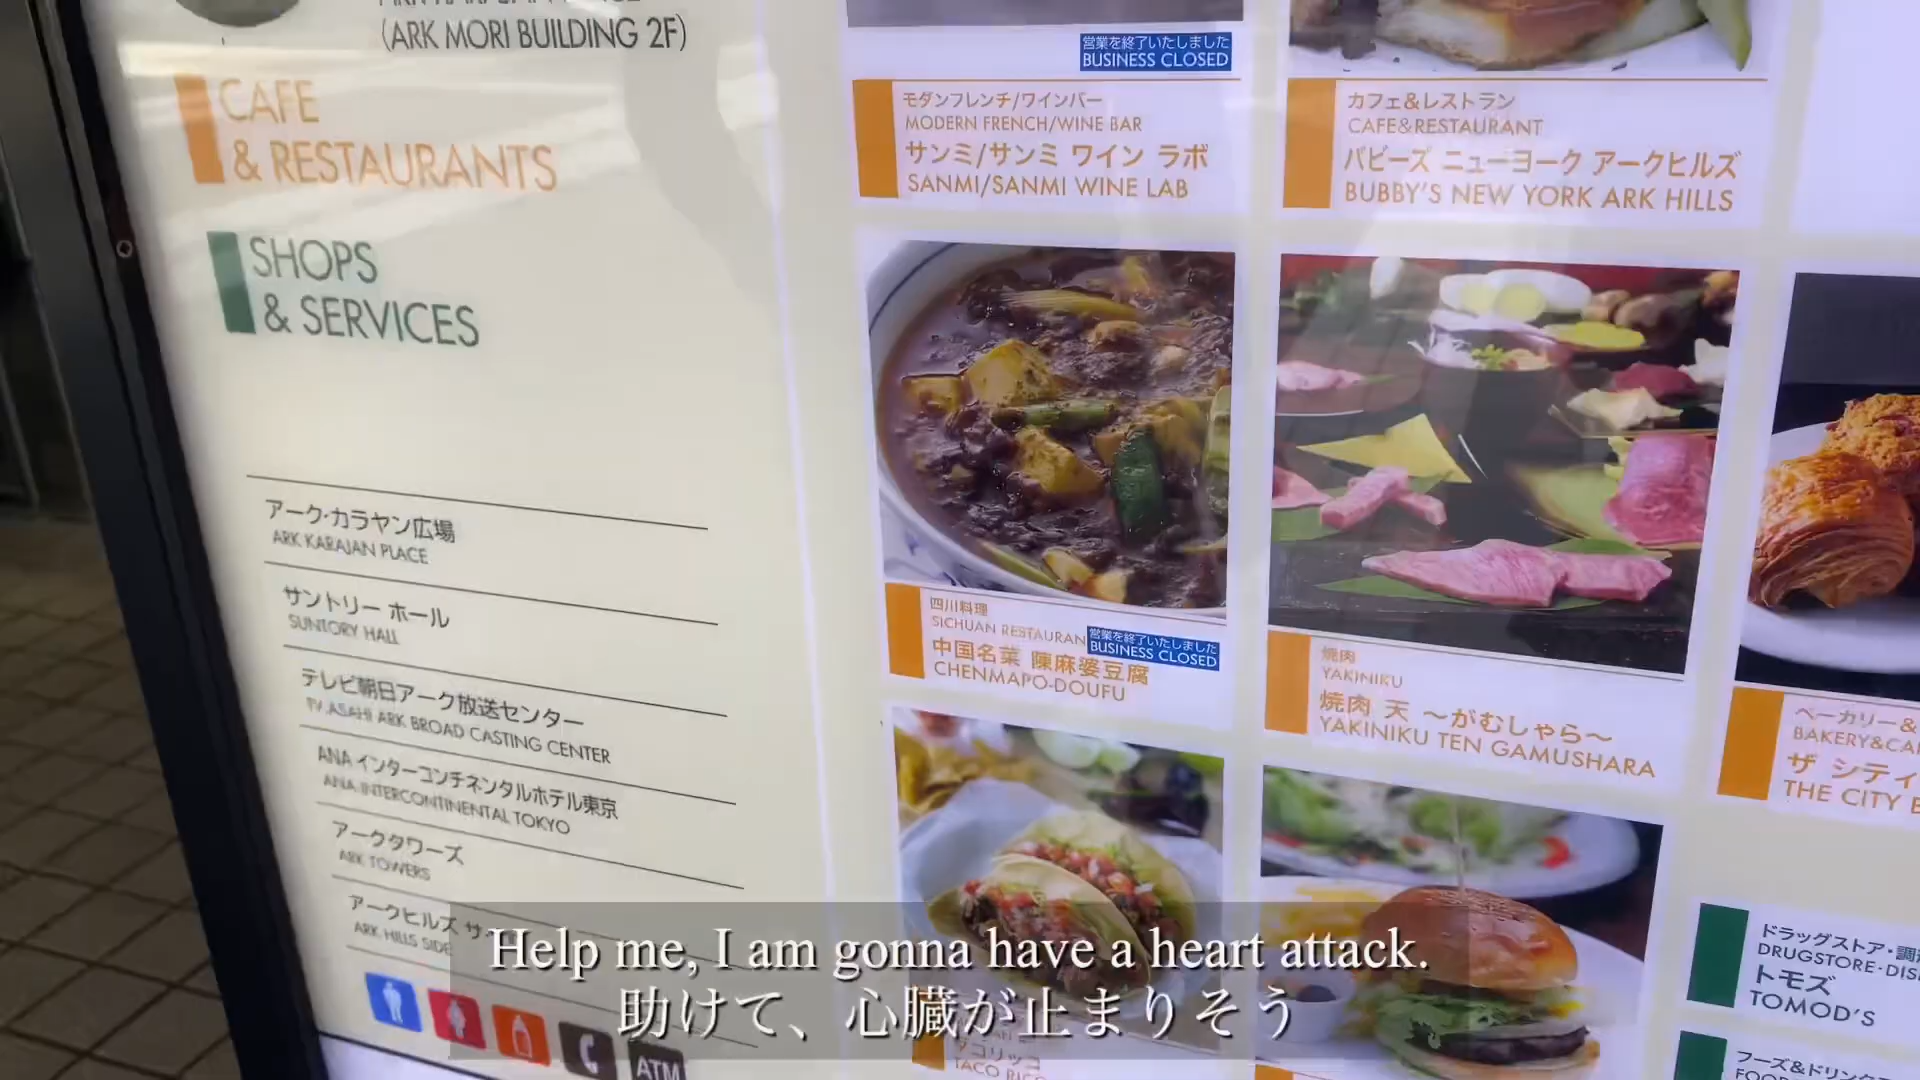 (ARK MORI BUILDING 2F)
CAFE
& RESTAURANTS
SHOPS
& SERVICES
アーク・カラヤン広場
ARK KARAJAN PLACE
サントリー ホール
SUNTORY HALL
テレビ朝日アーク放送センター
TV ASAHI ARK BROAD CASTING CENTER
ANA インターコンチネンタルホテル東京
ANA INTERCONTINENTAL TOKYO
アークタワーズ
ARK TOWERS
アークヒルズ
ARK HILLS SIDE
ATM
営業を終了いたしました
BUSINESS CLOSED
モダンフレンチ/ワインバー
MODERN FRENCH/WINE BAR
サンミ/サンミ ワイン ラボ
SANMI/SANMI WINE LAB
カフェ&レストラン
CAFE&RESTAURANT
バビーズ ニューヨーク アークヒルズ
BUBBY'S NEW YORK ARK HILLS
四川料理
SICHUAN RESTAURAN
営業を終了いたしました
BUSINESS CLOSED
中国名菜 陳麻婆豆腐
CHENMAPO-DOUFU
焼肉
YAKINIKU
焼肉 天 〜がむしゃら〜
YAKINIKU TEN GAMUSHARA
ベーカリー&
BAKERY&CA
ザ シティ
THE CITY
TACO RIC
ドラッグストア・調
DRUGSTORE・DIS
トモズ
TOMOD'S
フーズ&ドリンク
Help me, I am gonna have a heart attack.
助けて、心臓が止まりそう